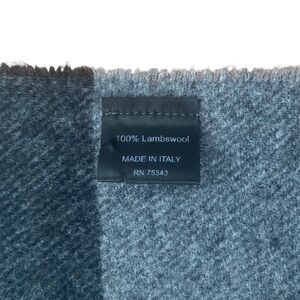 100% Lambswool
MADE IN ITALY
RN 75343